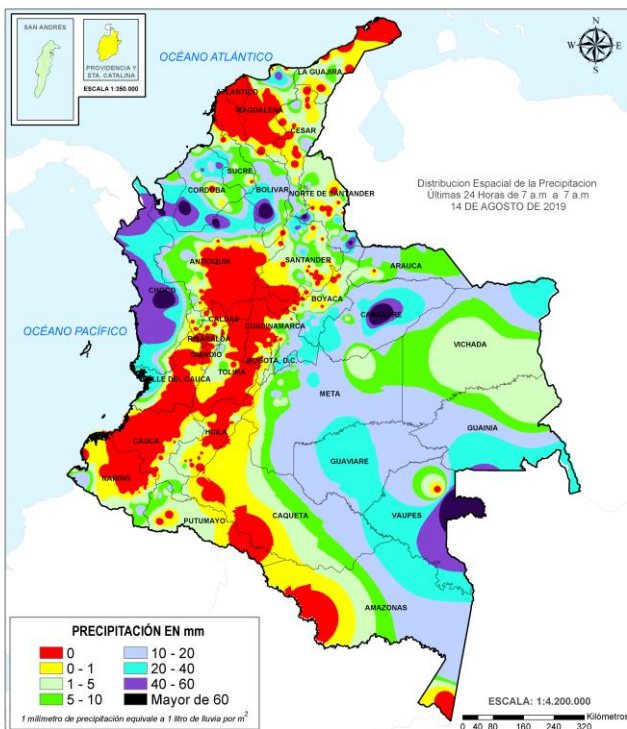 SAN ANDRÉS
PROVIDENCIA Y
STA. CATALINA
ESCALA 1:350.000
OCÉANO ATLÁNTICO
N
W E
S
LA GUAJIRA
ATLANTICO
MAGDALENA
CESAR
SUCRE
CORDOBA
BOLIVAR
NORTE DE SANTANDER
Distribucion Espacial de la Precipitacion
Últimas 24 Horas de 7 a.m a 7 a.m
14 DE AGOSTO DE 2019
ANTIOQUIA
SANTANDER
ARAUCA
CHOCO
BOYACA
CASANARE
OCÉANO PACÍFICO
CALDAS
CUNDINAMARCA
RISARALDA
VICHADA
QUINDIO
BOGOTA, D.C.
TOLIMA
VALLE DEL CAUCA
META
GUAINIA
HUILA
CAUCA
GUAVIARE
NARIÑO
CAQUETA
VAUPES
PUTUMAYO
AMAZONAS
PRECIPITACIÓN EN mm
0 10 - 20
0 - 1 20 - 40
1 - 5 40 - 60
5 - 10 Mayor de 60
1 milimetro de precipitación equivale a 1 litro de lluvia por m²
ESCALA: 1:4.200.000
Kilómetros
0 40 80 160 240 320